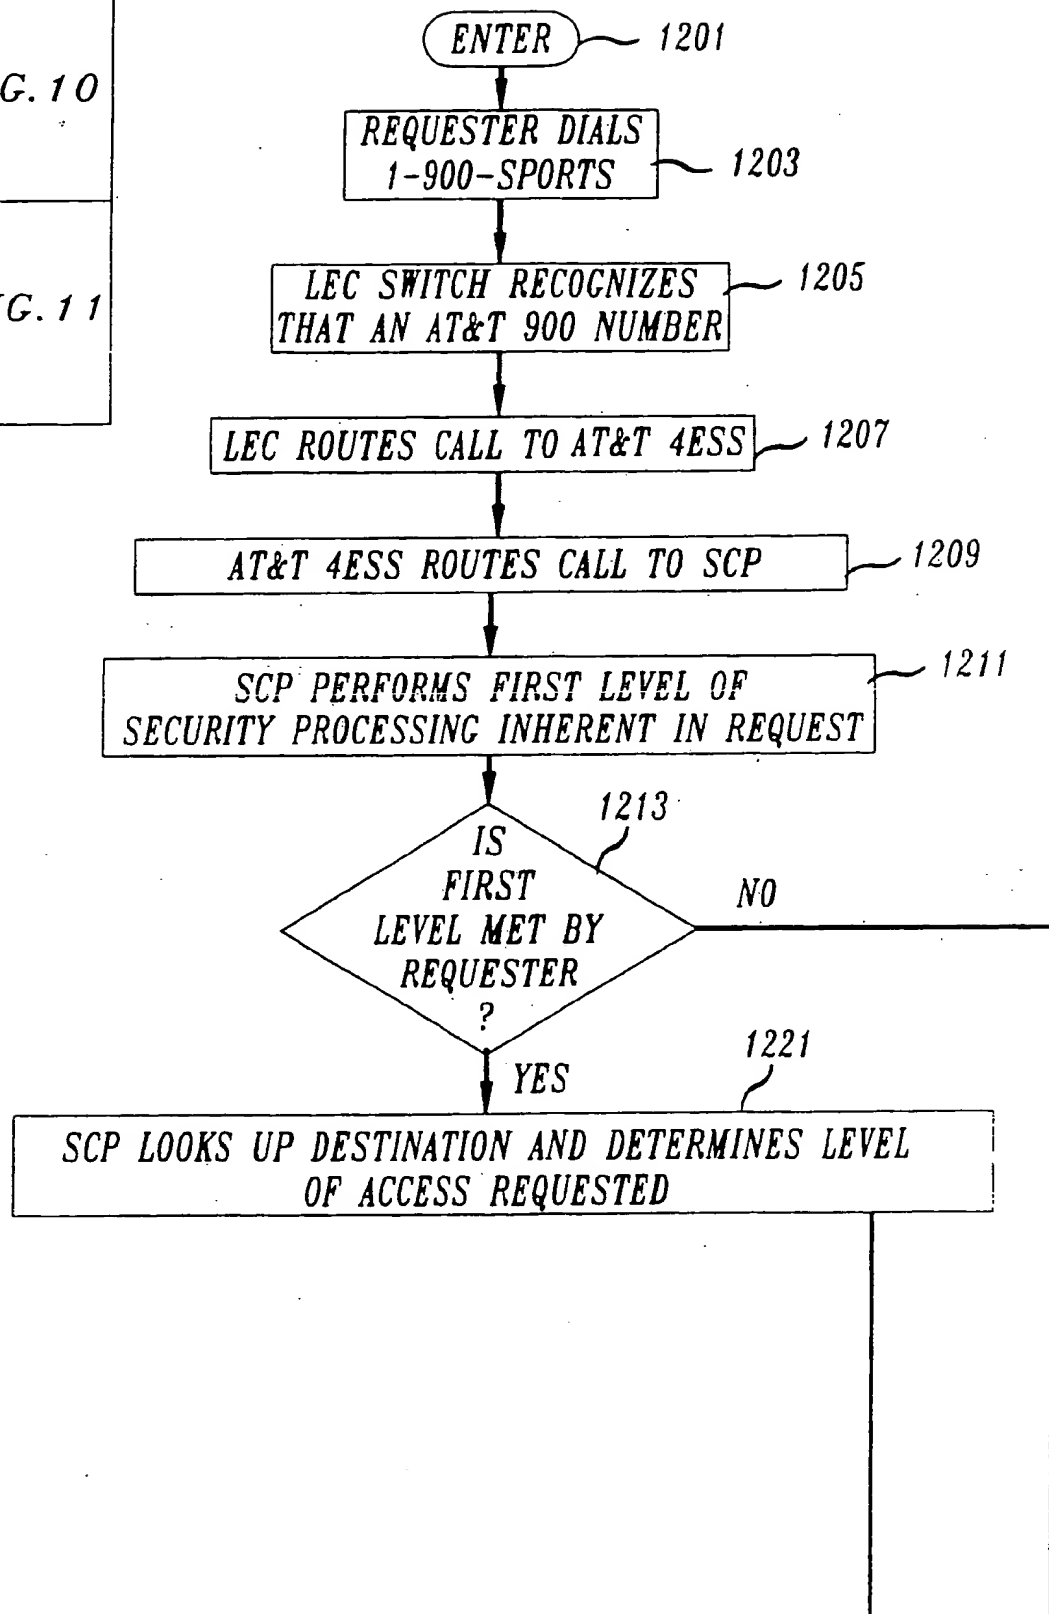 G.10
G.11
ENTER 1201
REQUESTER DIALS
1-900-SPORTS 1203
LEC SWITCH RECOGNIZES 1205
THAT AN AT&T 900 NUMBER
LEC ROUTES CALL TO AT&T 4ESS 1207
AT&T 4ESS ROUTES CALL TO SCP 1209
SCP PERFORMS FIRST LEVEL OF 1211
SECURITY PROCESSING INHERENT IN REQUEST
1213
IS
FIRST
LEVEL MET BY
REQUESTER
?
NO
YES
1221
SCP LOOKS UP DESTINATION AND DETERMINES LEVEL
OF ACCESS REQUESTED